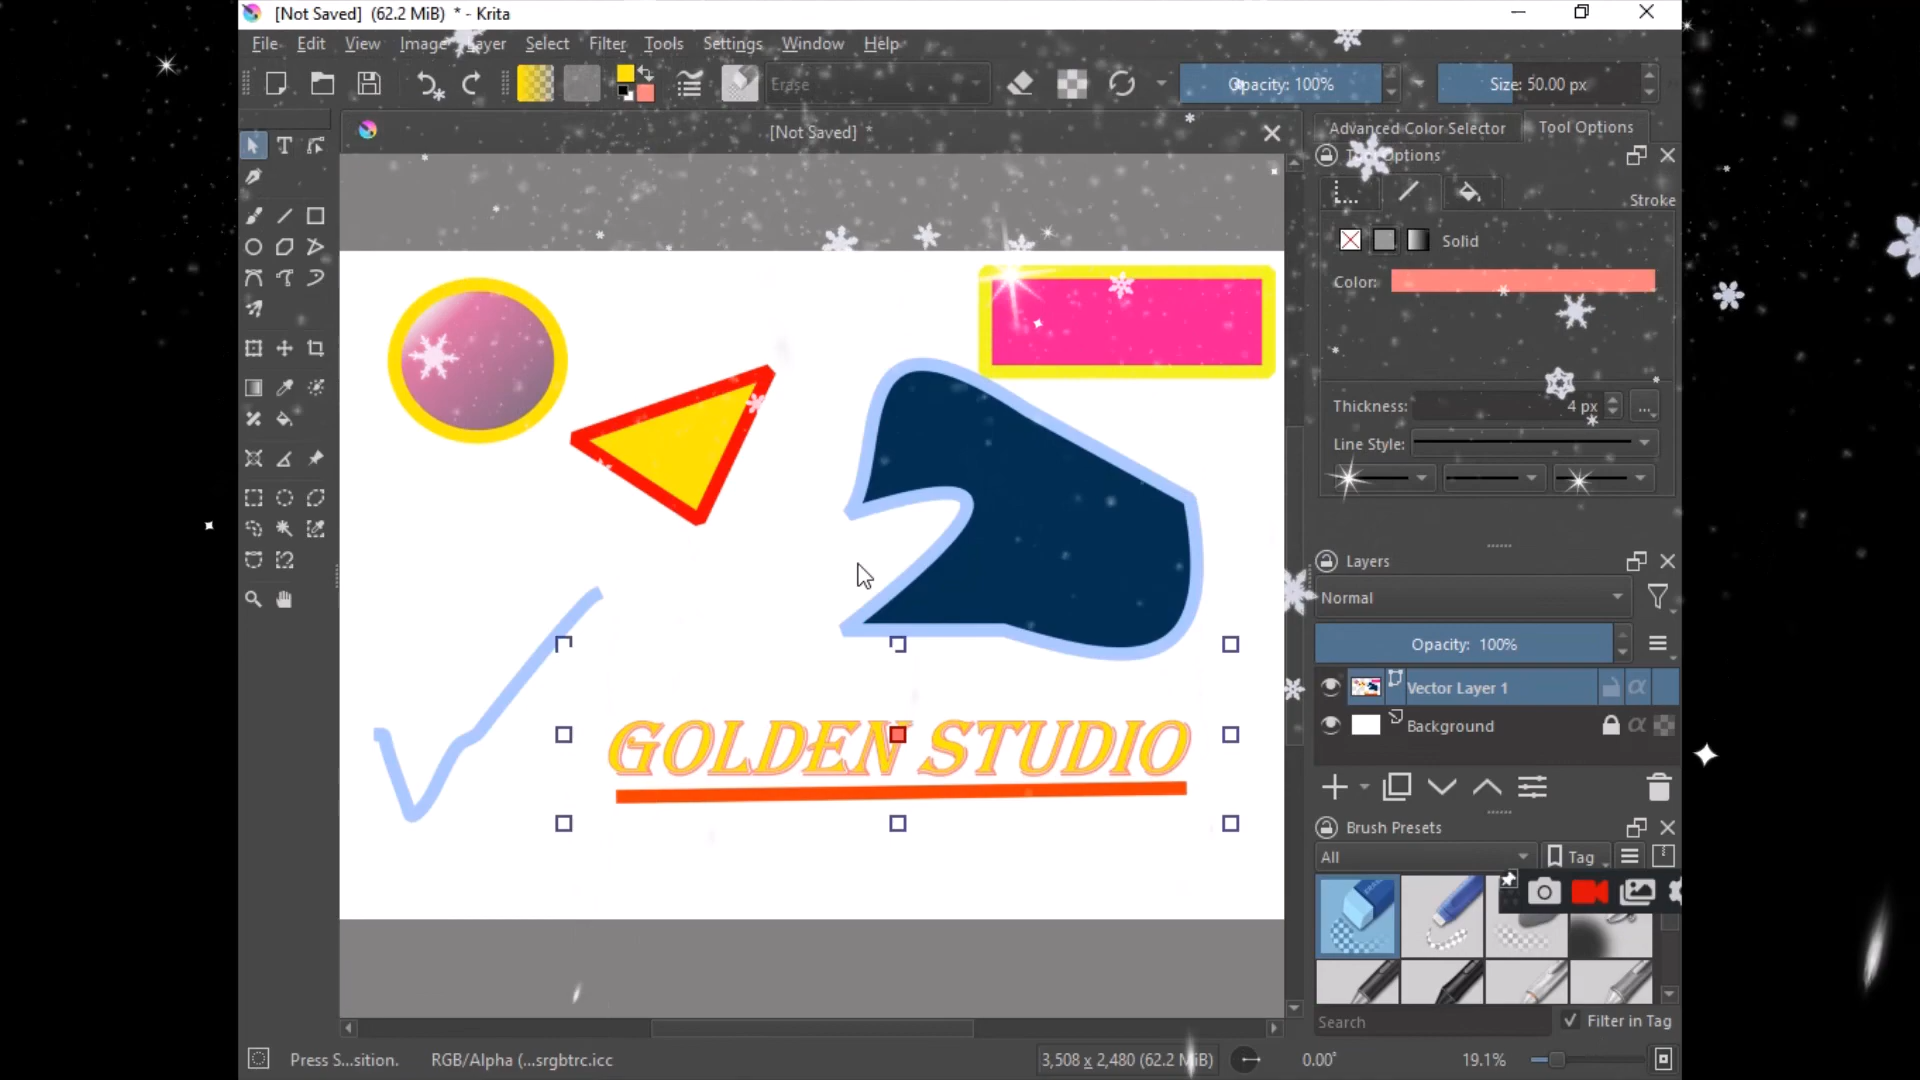 [Not Saved] (62.2 MiB) * - Krita
File Edit View Image Layer Select Filter Tools Settings Window Help
Erase
Opacity: 100%
Size: 50.00 px
[Not Saved] *
Advanced Color Selector
Tool Options
Tool Options
Stroke
Solid
Color:
Thickness:
4 px
...
Line Style:
Layers
Normal
Opacity: 100%
Vector Layer 1
Background
GOLDEN STUDIO
Brush Presets
All
Tag
Search
Filter in Tag
Press S...sition.
RGB/Alpha (...srgbtrc.icc
3,508 x 2,480 (62.2 MiB)
0.00°
19.1%